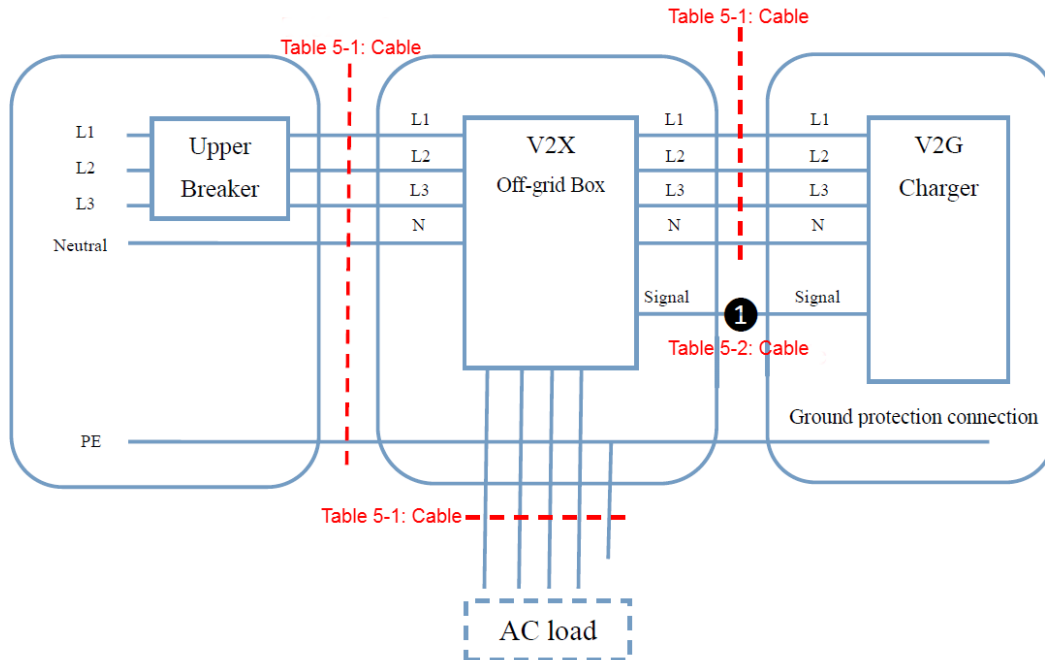 Table 5-1: Cable
Table 5-1: Cable
L1
L1
L1
L1
L2
L2
L2
L2
L3
L3
L3
L3
Neutral
N
N
N
Upper
Breaker
V2X
Off-grid Box
V2G
Charger
Signal
1
Signal
Table 5-2: Cable
Ground protection connection
PE
Table 5-1: Cable
AC load